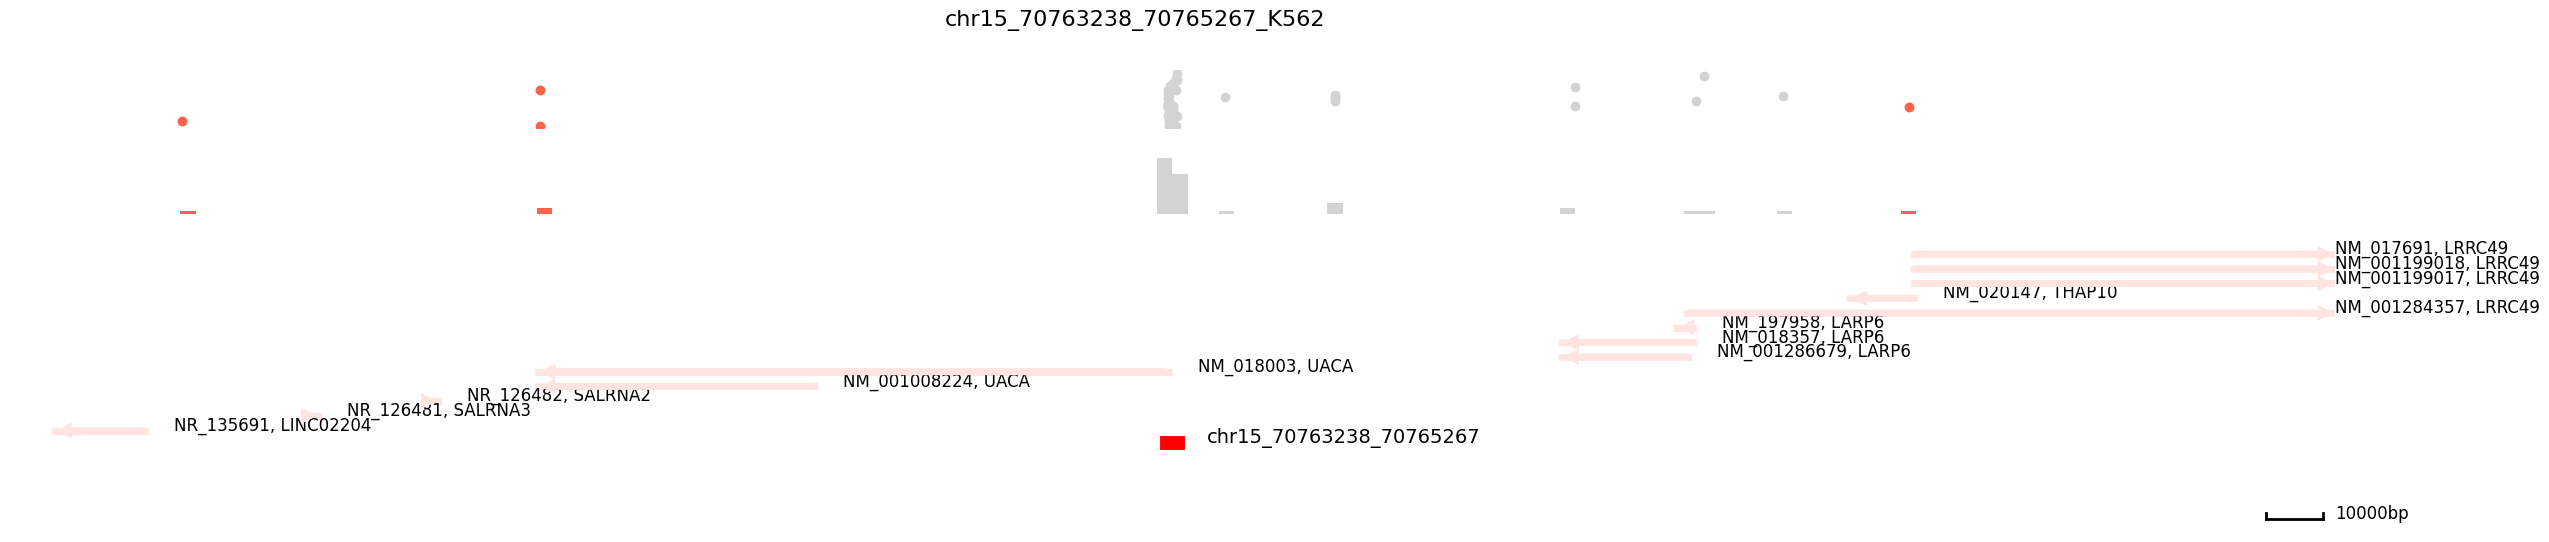 chr15_70763238_70765267_K562
NM_017691, LRRC49
NM_001199018, LRRC49
NM_001199017, LRRC49
NM_020147, THAP10
NM_001284357, LRRC49
NM_197958, LARP6
NM_018357, LARP6
NM_001286679, LARP6
NM_018003, UACA
NM_001008224, UACA
NR_126482, SALRNA2
NR_126481, SALRNA3
NR_135691, LINC02204
chr15_70763238_70765267
10000bp